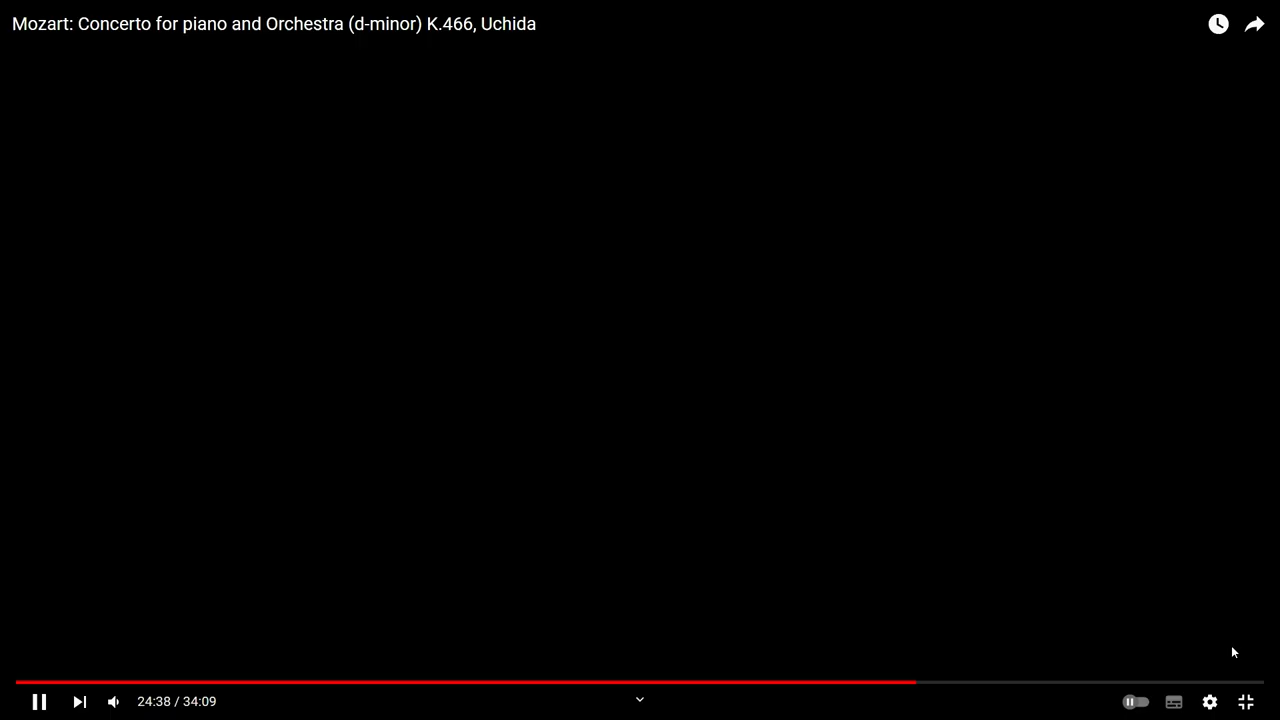 Mozart: Concerto for piano and Orchestra (d-minor) K.466, Uchida
24:38 / 34:09